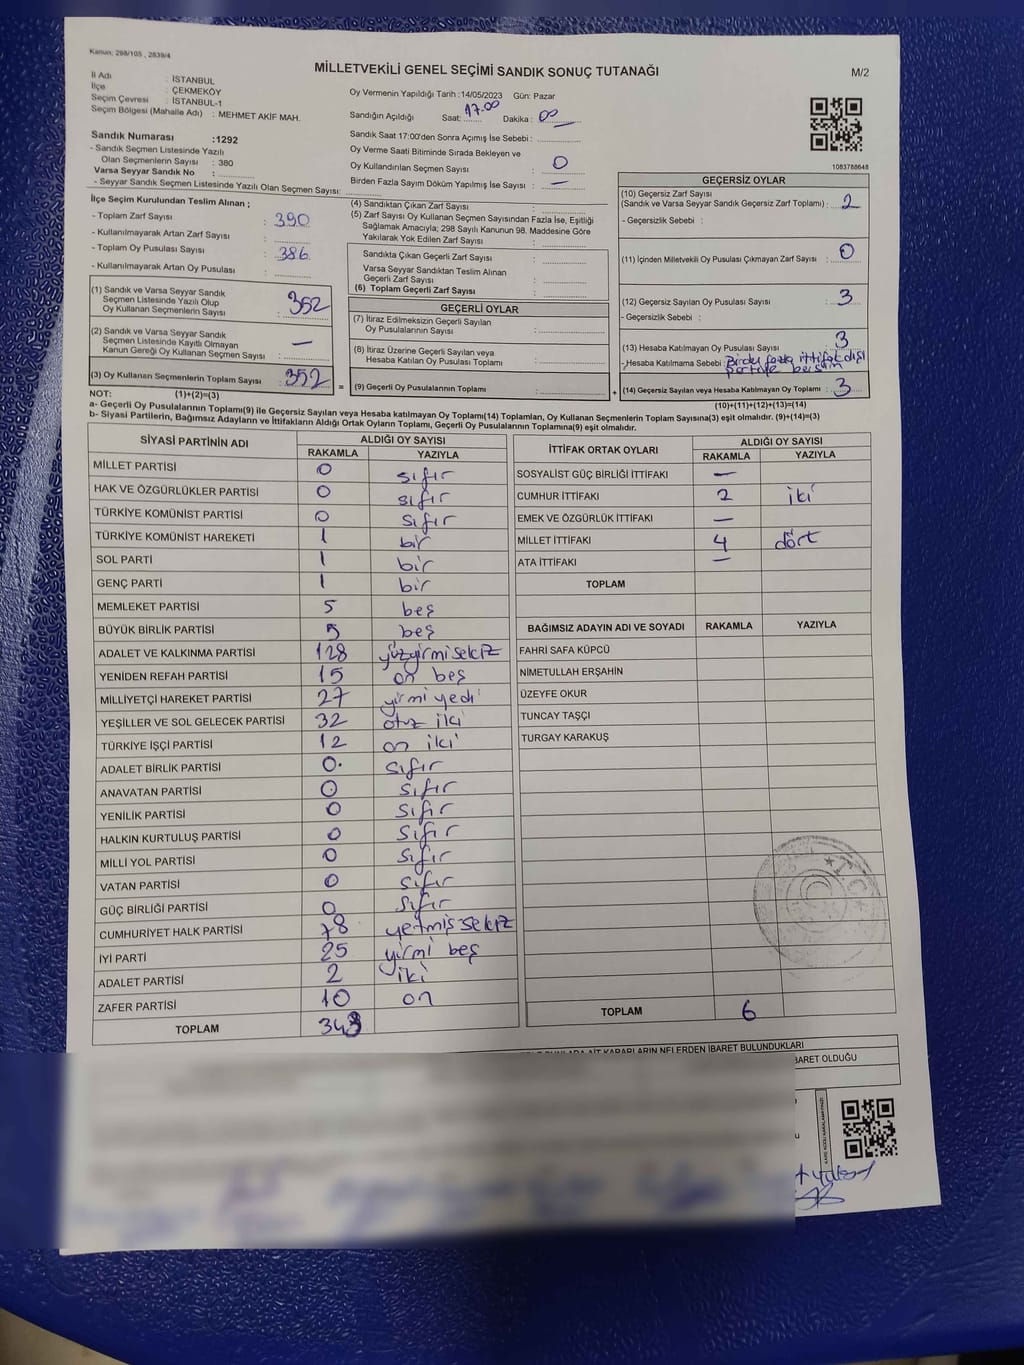 Kanun: 298/105 , 2839/4
MİLLETVEKİLİ GENEL SEÇİMİ SANDIK SONUÇ TUTANAĞI
M/2
İl Adı : İSTANBUL
İlçe : ÇEKMEKÖY
Seçim Çevresi : İSTANBUL-1
Seçim Bölgesi (Mahalle Adı) : MEHMET AKİF MAH.
Sandık Numarası :1292
- Sandık Seçmen Listesinde Yazılı
Olan Seçmenlerin Sayısı : 380
Varsa Seyyar Sandık No :
- Seyyar Sandık Seçmen Listesinde Yazılı Olan Seçmen Sayısı:
Oy Vermenin Yapıldığı Tarih :14/05/2023 Gün: Pazar
Sandığın Açıldığı Saat: 17.00 Dakika : 00
Sandık Saat 17:00'den Sonra Açımış İse Sebebi :
Oy Verme Saati Bitiminde Sırada Bekleyen ve
Oy Kullandırılan Seçmen Sayısı : 0
Birden Fazla Sayım Döküm Yapılmış İse Sayısı : —
1083788648
İlçe Seçim Kurulundan Teslim Alınan ;
- Toplam Zarf Sayısı : 390
- Kullanılmayarak Artan Zarf Sayısı :
- Toplam Oy Pusulası Sayısı : 386
- Kullanılmayarak Artan Oy Pusulası :
(1) Sandık ve Varsa Seyyar Sandık
Seçmen Listesinde Yazılı Olup
Oy Kullanan Seçmenlerin Sayısı : 352
(2) Sandık ve Varsa Seyyar Sandık
Seçmen Listesinde Kayıtlı Olmayan
Kanun Gereği Oy Kullanan Seçmen Sayısı : —
(3) Oy Kullanan Seçmenlerin Toplam Sayısı : 352
(1)+(2)=(3)
(4) Sandıktan Çıkan Zarf Sayısı :
(5) Zarf Sayısı Oy Kullanan Seçmen Sayısından Fazla İse, Eşitliği
Sağlamak Amacıyla; 298 Sayılı Kanunun 98. Maddesine Göre
Yakılarak Yok Edilen Zarf Sayısı :
Sandıkta Çıkan Geçerli Zarf Sayısı :
Varsa Seyyar Sandıktan Teslim Alınan
Geçerli Zarf Sayısı :
(6) Toplam Geçerli Zarf Sayısı :
GEÇERLİ OYLAR
(7) İtiraz Edilmeksizin Geçerli Sayılan
Oy Pusulalarının Sayısı :
(8) İtiraz Üzerine Geçerli Sayılan veya
Hesaba Katılan Oy Pusulası Toplamı :
= (9) Geçerli Oy Pusulalarının Toplamı : +
GEÇERSİZ OYLAR
(10) Geçersiz Zarf Sayısı
(Sandık ve Varsa Seyyar Sandık Geçersiz Zarf Toplamı) : 2
- Geçersizlik Sebebi :
(11) İçinden Milletvekili Oy Pusulası Çıkmayan Zarf Sayısı : 0
(12) Geçersiz Sayılan Oy Pusulası Sayısı : 3
- Geçersizlik Sebebi :
(13) Hesaba Katılmayan Oy Pusulası Sayısı : 3
-Hesaba Katılmama Sebebi : fazla ittifak dışı
(14) Geçersiz Sayılan veya Hesaba Katılmayan Oy Toplamı : 3
(10)+(11)+(12)+(13)=(14)
NOT:
a- Geçerli Oy Pusulalarının Toplamı(9) ile Geçersiz Sayılan veya Hesaba katılmayan Oy Toplamı(14) Toplamları, Oy Kullanan Seçmenlerin Toplam Sayısına(3) eşit olmalıdır. (9)+(14)=(3)
b- Siyasi Partilerin, Bağımsız Adayların ve İttifakların Aldığı Ortak Oyların Toplamı, Geçerli Oy Pusulalarının Toplamına(9) eşit olmalıdır.
SİYASİ PARTİNİN ADI ALDIĞI OY SAYISI
RAKAMLA YAZIYLA
MİLLET PARTİSİ 0 sıfır
HAK VE ÖZGÜRLÜKLER PARTİSİ 0 sıfır
TÜRKİYE KOMÜNİST PARTİSİ 0 sıfır
TÜRKİYE KOMÜNİST HAREKETİ 1 bir
SOL PARTİ 1 bir
GENÇ PARTİ 1 bir
MEMLEKET PARTİSİ 5 beş
BÜYÜK BİRLİK PARTİSİ 5 beş
ADALET VE KALKINMA PARTİSİ 128 yüzyirmisekiz
YENİDEN REFAH PARTİSİ 15 on beş
MİLLİYETÇİ HAREKET PARTİSİ 27 yirmi yedi
YEŞİLLER VE SOL GELECEK PARTİSİ 32 otuz iki
TÜRKİYE İŞÇİ PARTİSİ 12 on iki
ADALET BİRLİK PARTİSİ 0 sıfır
ANAVATAN PARTİSİ 0 sıfır
YENİLİK PARTİSİ 0 sıfır
HALKIN KURTULUŞ PARTİSİ 0 sıfır
MİLLİ YOL PARTİSİ 0 sıfır
VATAN PARTİSİ 0 sıfır
GÜÇ BİRLİĞİ PARTİSİ 0 sıfır
CUMHURİYET HALK PARTİSİ 78 yetmişsekiz
İYİ PARTİ 25 yirmi beş
ADALET PARTİSİ 2 iki
ZAFER PARTİSİ 10 on
TOPLAM 343
İTTİFAK ORTAK OYLARI ALDIĞI OY SAYISI
RAKAMLA YAZIYLA
SOSYALİST GÜÇ BİRLİĞİ İTTİFAKI —
CUMHUR İTTİFAKI 2 iki
EMEK VE ÖZGÜRLÜK İTTİFAKI —
MİLLET İTTİFAKI 4 dört
ATA İTTİFAKI —
TOPLAM
BAĞIMSIZ ADAYIN ADI VE SOYADI RAKAMLA YAZIYLA
FAHRİ SAFA KÜPCÜ
NİMETULLAH ERŞAHİN
ÜZEYFE OKUR
TUNCAY TAŞÇI
TURGAY KARAKUŞ
TOPLAM 6
KARARLARIN NELERDEN İBARET BULUNDUKLARI
BARET OLDUĞU